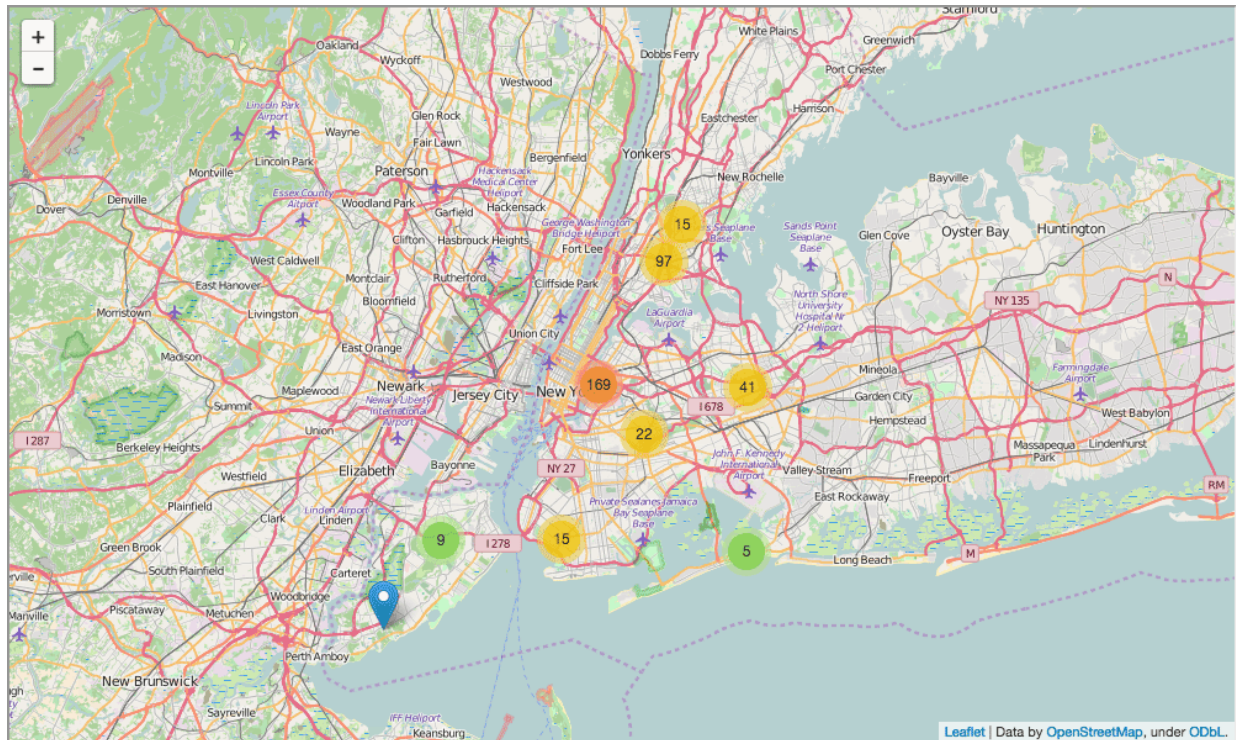 +
−
Stamford
White Plains
Oakland
Greenwich
Wyckoff
Dobbs Ferry
Port Chester
Westwood
Lincoln Park
Airport
Harrison
Glen Rock
Eastchester
Wayne
Fair Lawn
Yonkers
Bergenfield
Lincoln Park
Montville
Paterson
Hackensack
Medical Center
Heliport
New Rochelle
Bayville
Denville
Essex County
Airport
Woodland Park
Dover
Garfield
Hackensack
George Washington
Bridge Heliport
15
s Seaplane
Base
Sands Point
Seaplane
Base
Oyster Bay
Huntington
Clifton
Hasbrouck Heights
Fort Lee
Glen Cove
West Caldwell
97
Montclair
Rutherford
Cliffside Park
N
East Hanover
Bloomfield
North Shore
University
Hospital Nr
2 Heliport
NY 135
Morristown
Livingston
LaGuardia
Airport
Union City
East Orange
Madison
Mineola
Farmingdale
Airport
Newark
169
41
Maplewood
New Yo
Jersey City
Garden City
Newark Liberty
International
Airport
Summit
I 678
West Babylon
Hempstead
Union
22
I 287
Berkeley Heights
Massapequa
Park
Lindenhurst
John F. Kennedy
International
Airport
Bayonne
NY 27
Elizabeth
Valley Stream
Westfield
Freeport
RM
East Rockaway
Plainfield
Linden Airport
Linden
Private Sealanes Jamaica
Bay Seaplane
Base
Clark
9
I 278
15
5
Green Brook
Long Beach
M
South Plainfield
Carteret
erville
Woodbridge
Piscataway
Metuchen
Manville
Perth Amboy
New Brunswick
Sayreville
IFF Heliport
Keansburg
Leaflet | Data by OpenStreetMap, under ODbL.